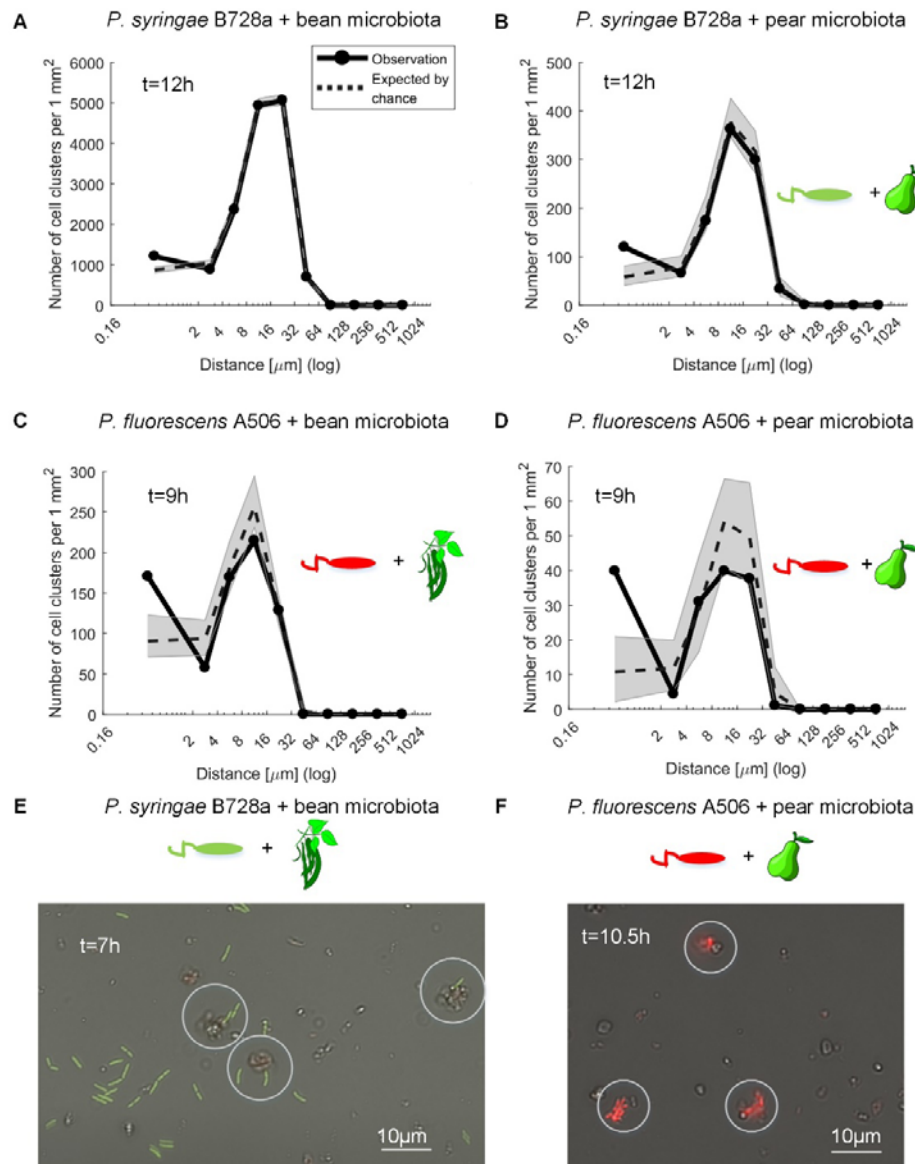 A
P. syringae B728a + bean microbiota
Number of cell clusters per 1 mm2
6000
5000
4000
3000
2000
1000
0
t=12h
Observation
Expected by
chance
0.16
2
4
8
16
32
64
128
256
512
1024
Distance [μm] (log)
B
P. syringae B728a + pear microbiota
Number of cell clusters per 1 mm2
500
400
300
200
100
0
t=12h
+
0.16
2
4
8
16
32
64
128
256
512
1024
Distance [μm] (log)
C
P. fluorescens A506 + bean microbiota
Number of cell clusters per 1 mm2
300
250
200
150
100
50
0
t=9h
+
0.16
2
4
8
16
32
64
128
256
512
1024
Distance [μm] (log)
D
P. fluorescens A506 + pear microbiota
Number of cell clusters per 1 mm2
70
60
50
40
30
20
10
0
t=9h
+
0.16
2
4
8
16
32
64
128
256
512
1024
Distance [μm] (log)
E
P. syringae B728a + bean microbiota
+
t=7h
10μm
F
P. fluorescens A506 + pear microbiota
+
t=10.5h
10μm